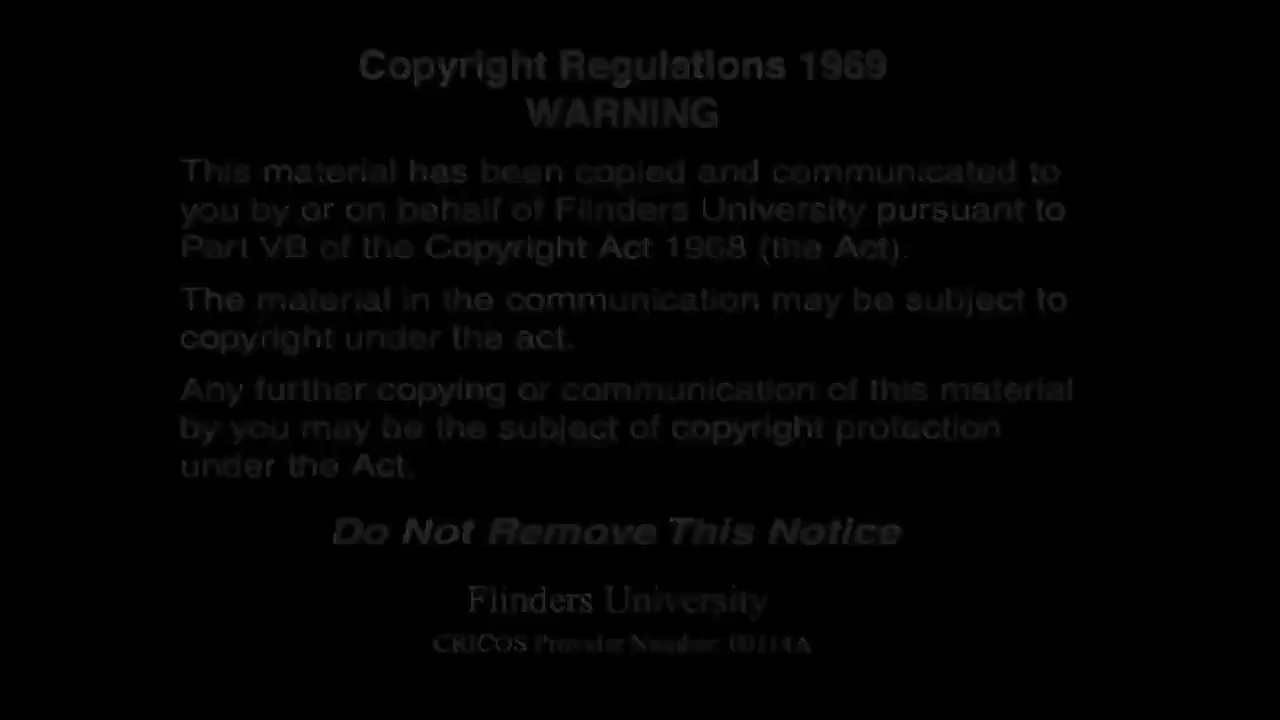 Copyright Regulations 1969
WARNING
This material has been copied and communicated to
you by or on behalf of Flinders University pursuant to
Part VB of the Copyright Act 1968 (the Act).
The material in the communication may be subject to
copyright under the act.
Any further copying or communication of this material
by you may be the subject of copyright protection
under the Act.
Do Not Remove This Notice
Flinders University
CRICOS Provider Number 00114A